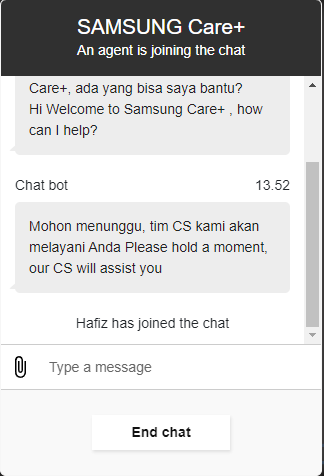 SAMSUNG Care+
An agent is joining the chat
Care+, ada yang bisa saya bantu?
Hi Welcome to Samsung Care+ , how
can I help?
Chat bot 13.52
Mohon menunggu, tim CS kami akan
melayani Anda Please hold a moment,
our CS will assist you
Hafiz has joined the chat
Type a message
End chat